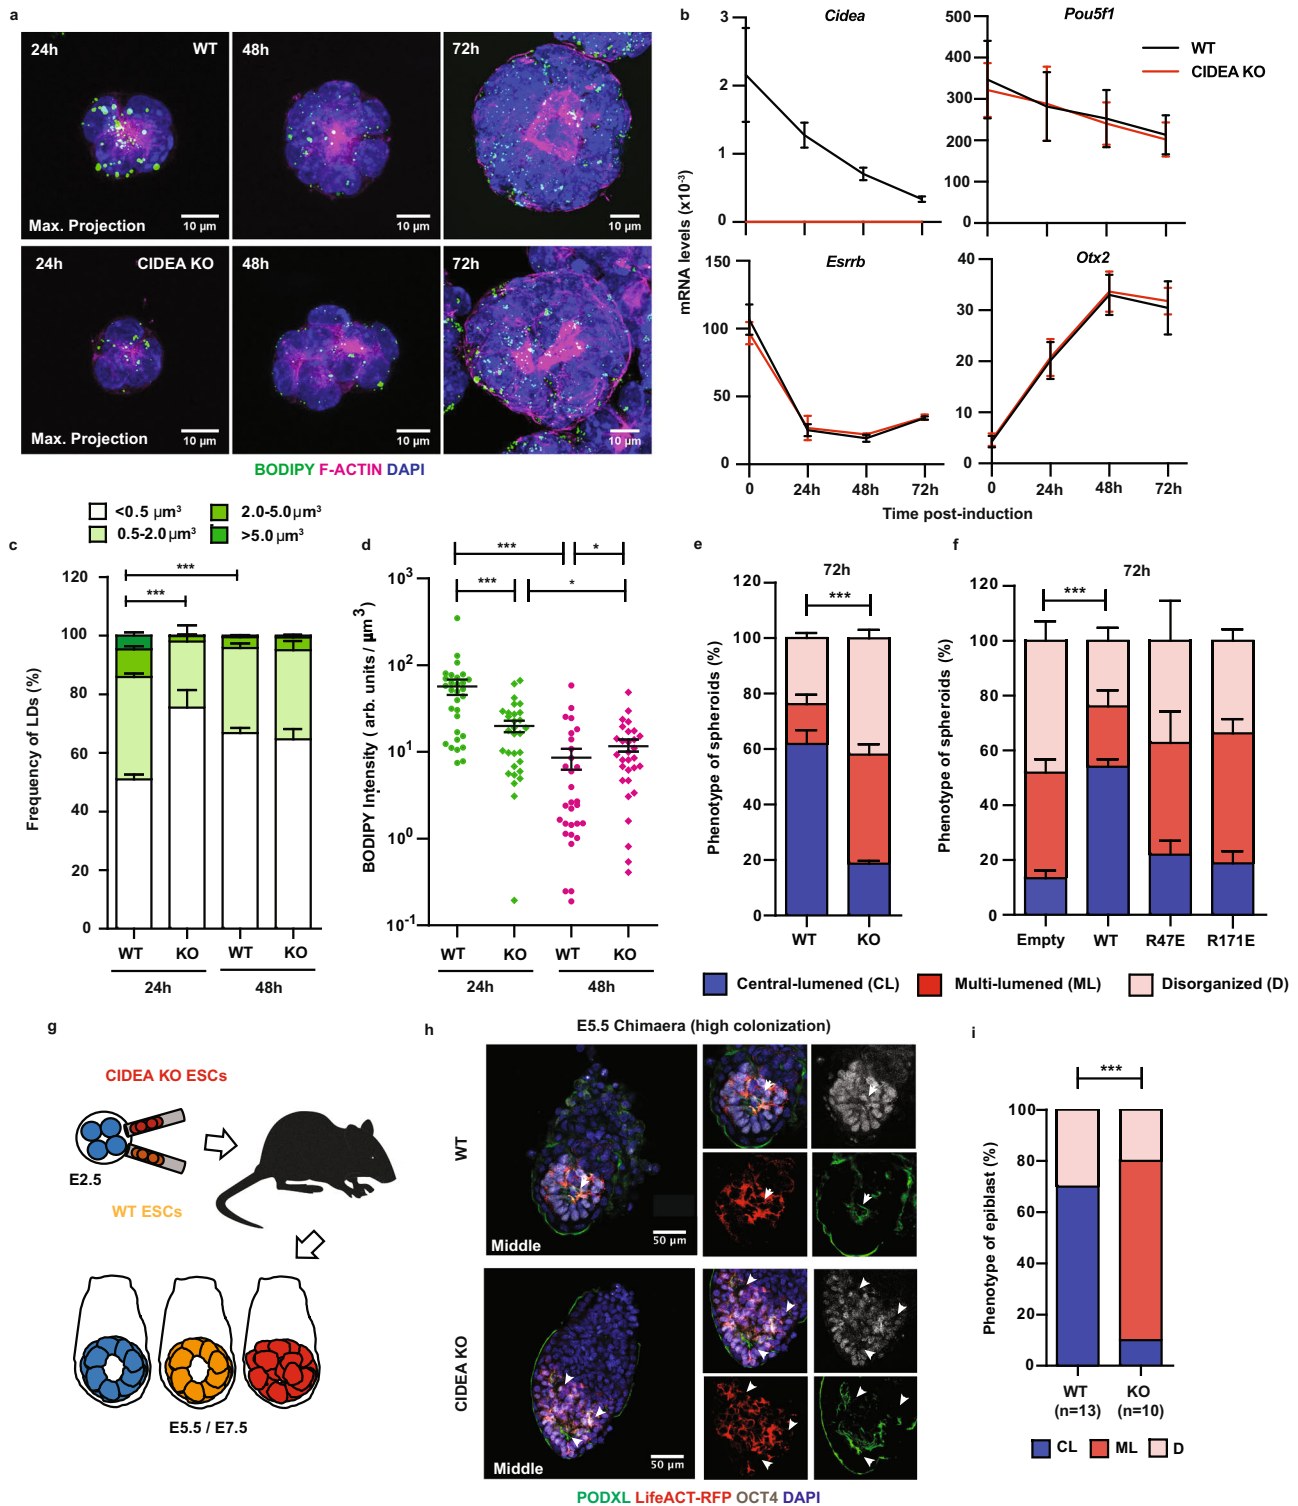 a
24h
WT
48h
72h
Max. Projection
10 µm
10 µm
10 µm
24h
CIDEA KO
48h
72h
Max. Projection
10 µm
10 µm
10 µm
BODIPY F-ACTIN DAPI
b
Cidea
Pou5f1
WT
CIDEA KO
3
2
1
0
500
400
300
200
100
0
mRNA levels (x10⁻³)
Esrrb
Otx2
150
100
50
0
40
30
20
10
0
0 24h 48h 72h
0 24h 48h 72h
Time post-induction
<0.5 µm³
2.0-5.0 µm³
0.5-2.0 µm³
>5.0 µm³
c
***
***
120
100
80
60
40
20
0
Frequency of LDs (%)
WT KO WT KO
24h 48h
d
*** *
*** *
10³
10²
10¹
10⁰
10⁻¹
BODIPY Intensity (arb. units / µm³)
WT KO WT KO
24h 48h
e
72h
***
120
100
80
60
40
20
0
Phenotype of spheroids (%)
WT KO
f
72h
***
120
100
80
60
40
20
0
Phenotype of spheroids (%)
Empty WT R47E R171E
Central-lumened (CL) Multi-lumened (ML) Disorganized (D)
g
CIDEA KO ESCs
E2.5
WT ESCs
E5.5 / E7.5
h
E5.5 Chimaera (high colonization)
WT
Middle
50 µm
CIDEA KO
Middle
50 µm
PODXL LifeACT-RFP OCT4 DAPI
i
***
100
80
60
40
20
0
Phenotype of epiblast (%)
WT KO
(n=13) (n=10)
CL ML D